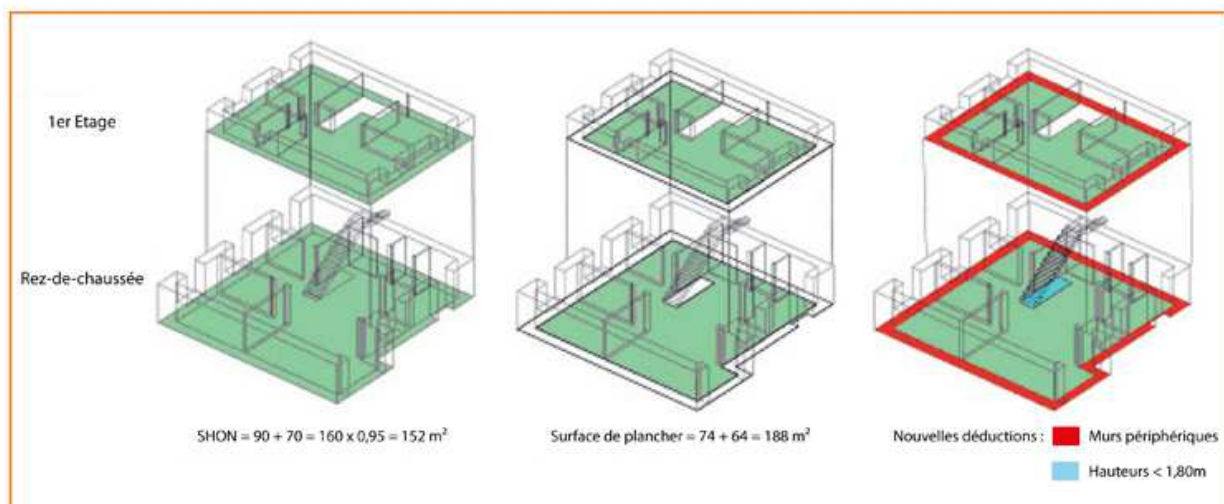 1er Etage
Rez-de-chaussée
SHON = 90 + 70 = 160 x 0,95 = 152 m²
Surface de plancher = 74 + 64 = 188 m²
Nouvelles déductions :
Murs périphériques
Hauteurs < 1,80m